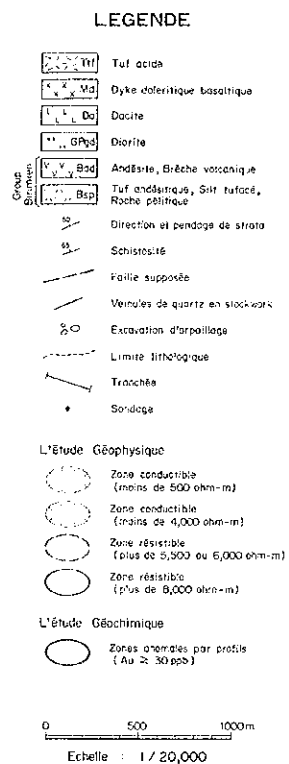 LEGENDE
Ttf Tuf acide
Md Dyke doleritique basaltique
Da Dacite
GPgd Diorite
Group Birrimien
Bad Andésite, Brèche volcanique
Bsp Tuf andésitique, Silt tufacé,
Roche pélitique
50 Direction et pendage de strata
65 Schistosité
Faille supposée
Veinules de quartz en stockwork
Excavation d'orpaillage
Limite lithologique
Tranchée
Sondage
L'étude Géophysique
Zone conductible
(moins de 500 ohm-m)
Zone conductible
(moins de 4,000 ohm-m)
Zone résistible
(plus de 5,500 ou 6,000 ohm-m)
Zone résistible
(plus de 8,000 ohm-m)
L'étude Géochimique
Zones anomales par profils
(Au ≥ 30 ppb)
0 500 1000m
Echelle : 1/20,000